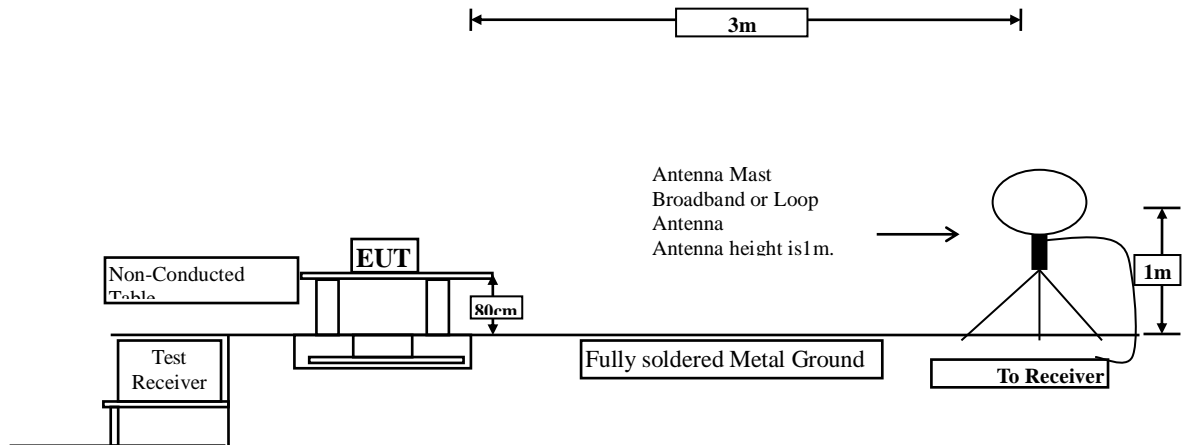 3m
Antenna Mast
Broadband or Loop
Antenna
Antenna height is1m.
EUT
Non-Conducted
Table
80cm
1m
Test
Receiver
Fully soldered Metal Ground
To Receiver